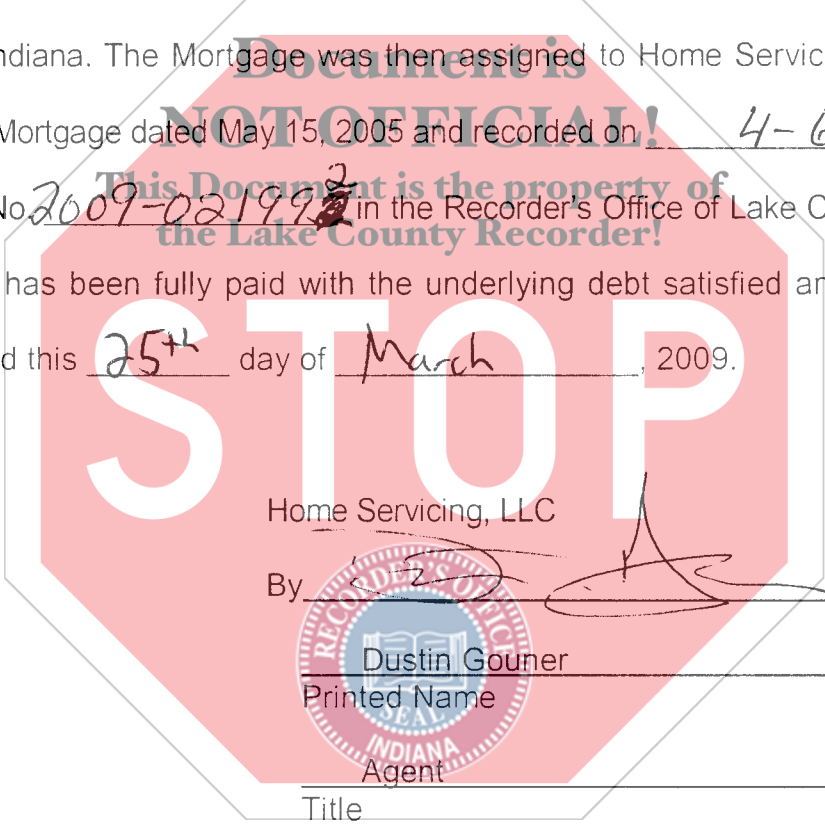 ndiana. The Mortgage was then assigned to Home Servic
Document is
NOT OFFICIAL!
Mortgage dated May 15, 2005 and recorded on 4-6
This Document is the property of
No. 2009-021992 in the Recorder's Office of Lake C
the Lake County Recorder!
has been fully paid with the underlying debt satisfied an
STOP
d this 25th day of March, 2009.
Home Servicing, LLC
By
RECORDER'S OFFICE
Dustin Gouner
Printed Name
SEAL
INDIANA
Agent
Title